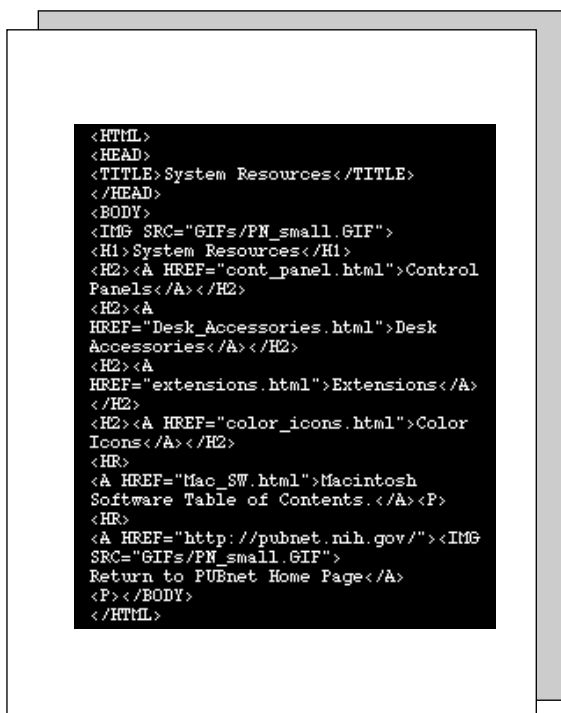 <HTML>
<HEAD>
<TITLE>System Resources</TITLE>
</HEAD>
<BODY>
<IMG SRC="GIFs/PN_small.GIF">
<H1>System Resources</H1>
<H2><A HREF="cont_panel.html">Control
Panels</A></H2>
<H2><A
HREF="Desk_Accessories.html">Desk
Accessories</A></H2>
<H2><A
HREF="extensions.html">Extensions</A>
</H2>
<H2><A HREF="color_icons.html">Color
Icons</A></H2>
<HR>
<A HREF="Mac_SW.html">Macintosh
Software Table of Contents.</A><P>
<HR>
<A HREF="http://pubnet.nih.gov/"><IMG
SRC="GIFs/PN_small.GIF">
Return to PUBnet Home Page</A>
<P></BODY>
</HTML>